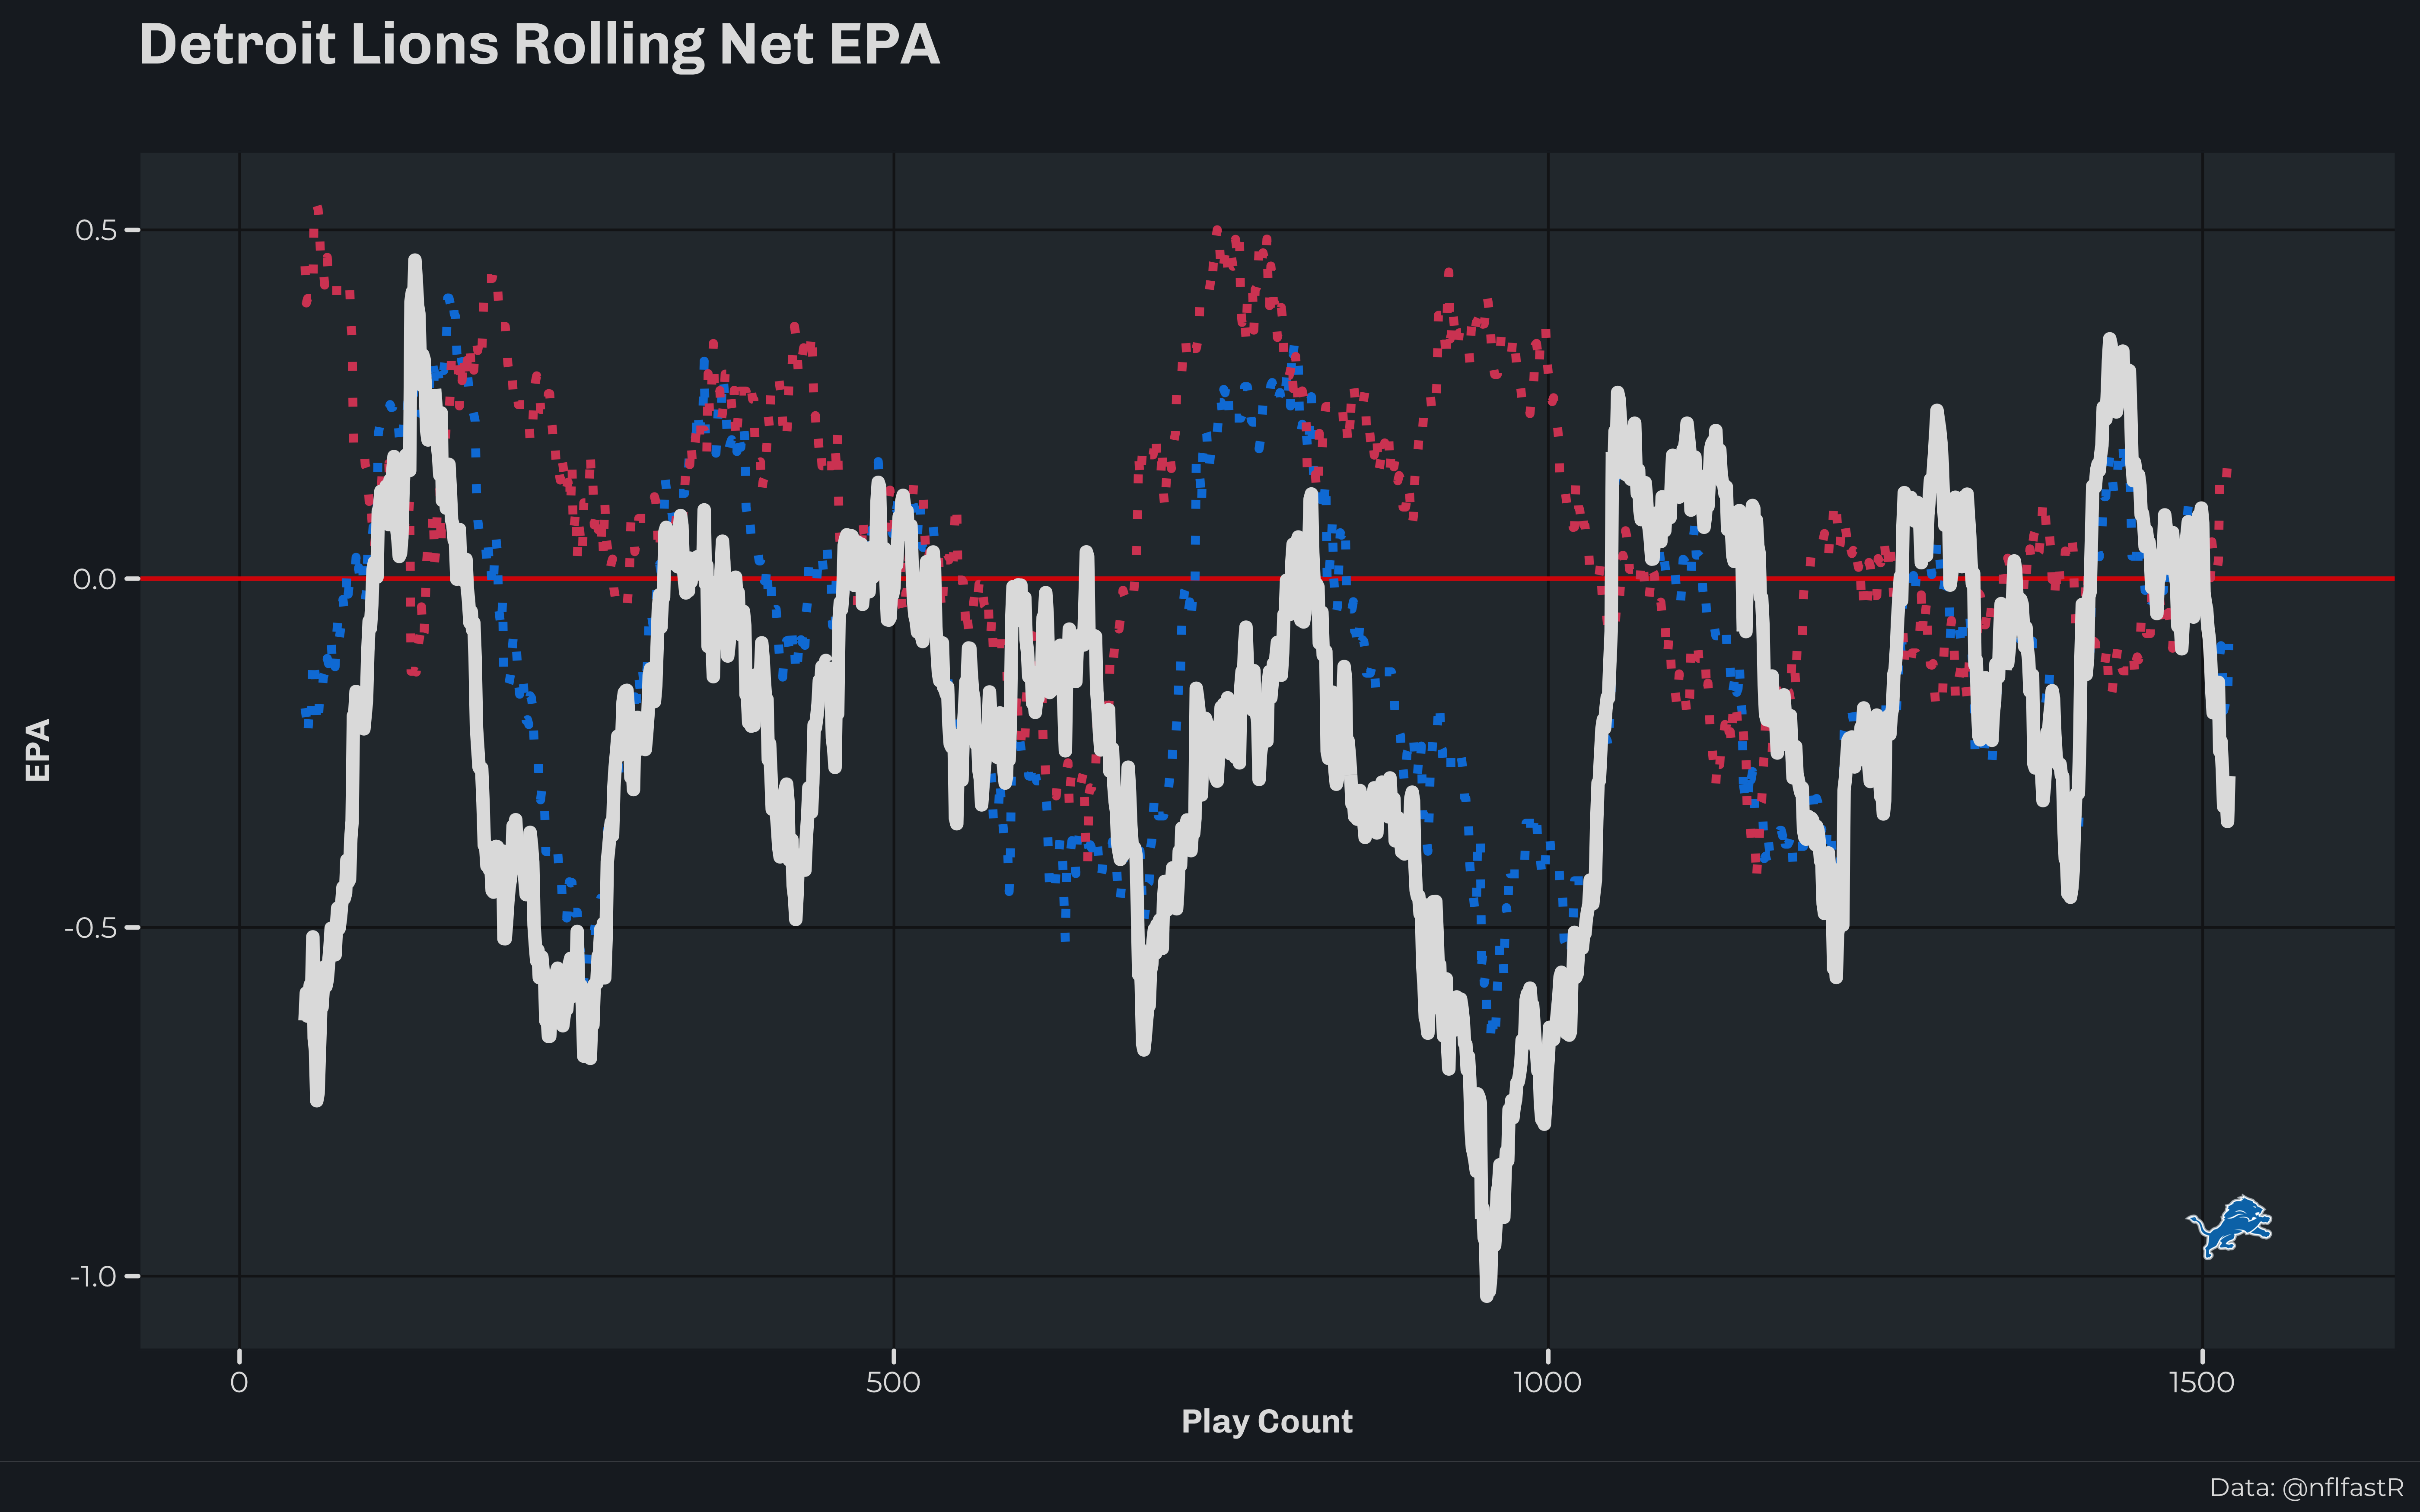 Detroit Lions Rolling Net EPA
0.5
0.0
-0.5
-1.0
EPA
0
500
1000
1500
Play Count
Data: @nflfastR